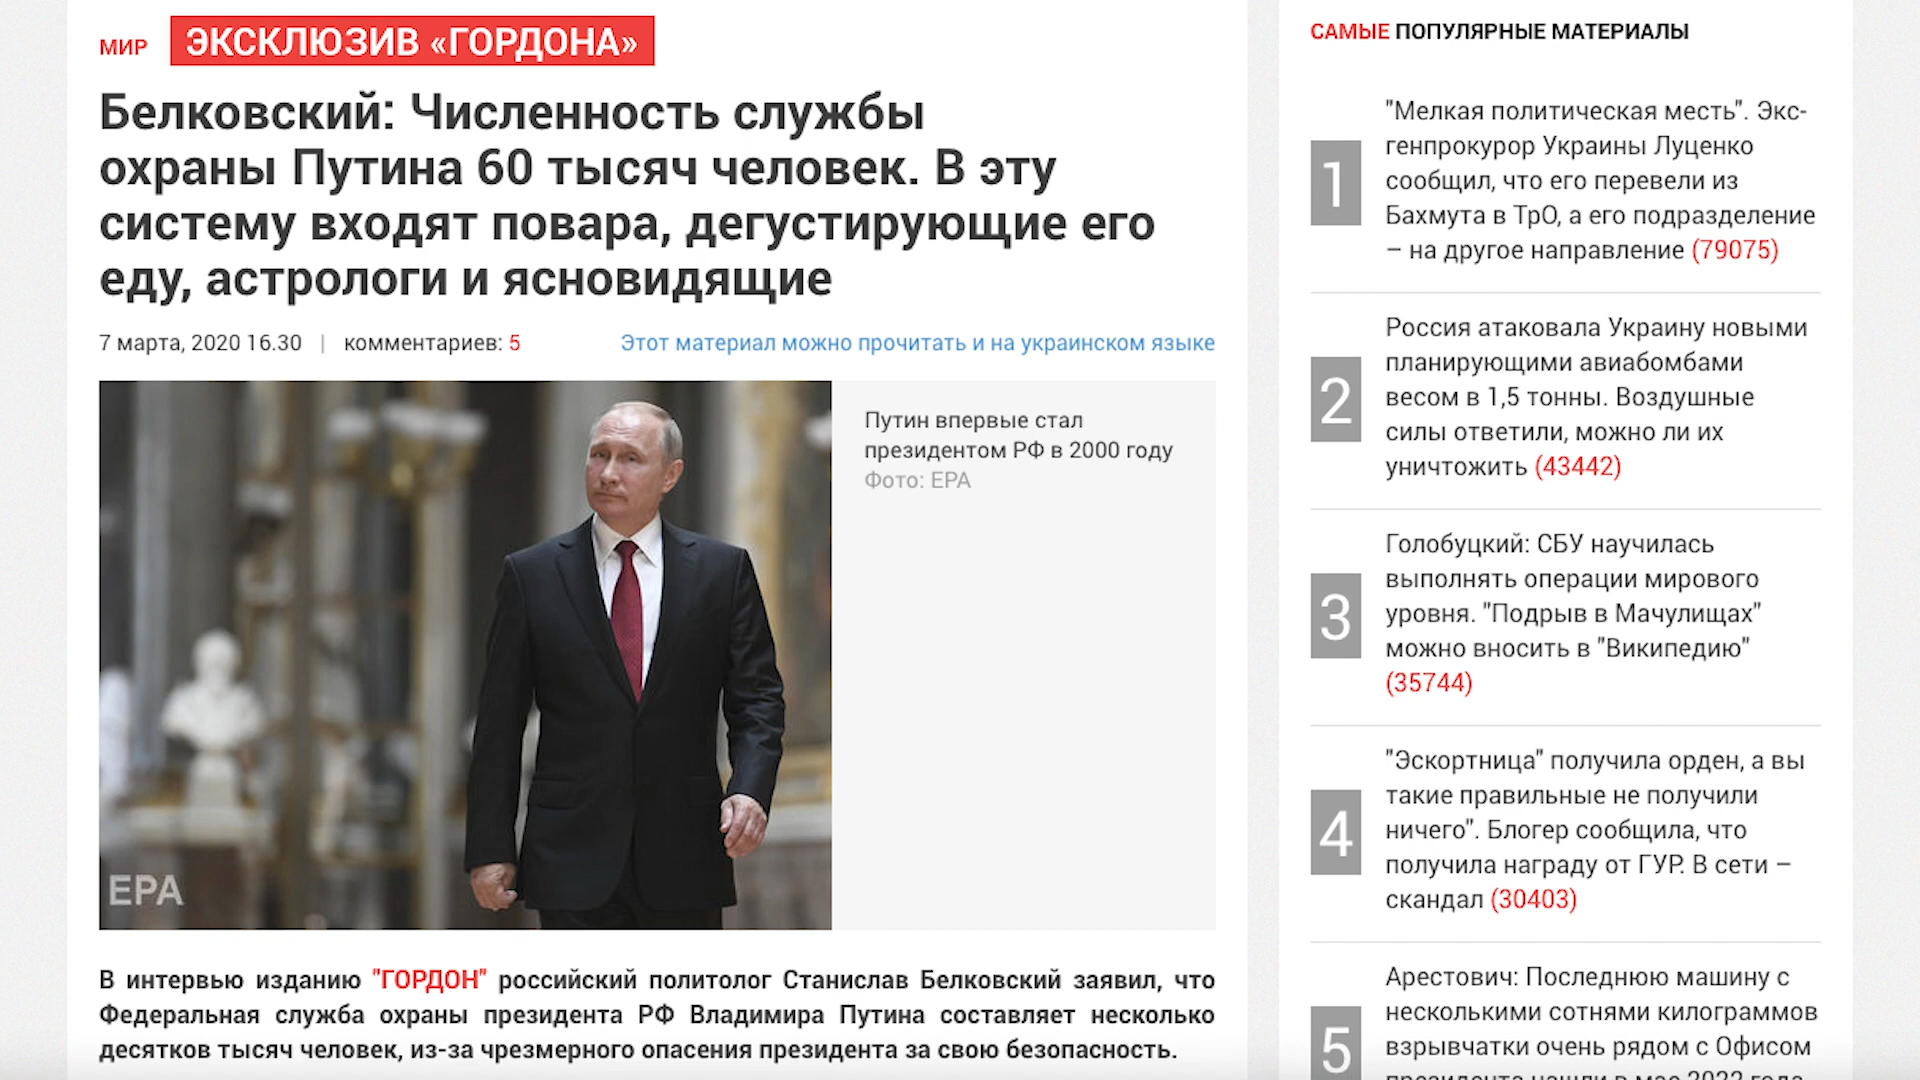 МИР
ЭКСКЛЮЗИВ «ГОРДОНА»
Белковский: Численность службы
охраны Путина 60 тысяч человек. В эту
систему входят повара, дегустирующие его
еду, астрологи и ясновидящие
7 марта, 2020 16.30 | комментариев: 5
Этот материал можно прочитать и на украинском языке
Путин впервые стал
президентом РФ в 2000 году
Фото: EPA
EPA
В интервью изданию "ГОРДОН" российский политолог Станислав Белковский заявил, что
Федеральная служба охраны президента РФ Владимира Путина составляет несколько
десятков тысяч человек, из-за чрезмерного опасения президента за свою безопасность.
САМЫЕ ПОПУЛЯРНЫЕ МАТЕРИАЛЫ
1
"Мелкая политическая месть". Экс-
генпрокурор Украины Луценко
сообщил, что его перевели из
Бахмута в ТрО, а его подразделение
– на другое направление (79075)
2
Россия атаковала Украину новыми
планирующими авиабомбами
весом в 1,5 тонны. Воздушные
силы ответили, можно ли их
уничтожить (43442)
3
Голобуцкий: СБУ научилась
выполнять операции мирового
уровня. "Подрыв в Мачулищах"
можно вносить в "Википедию"
(35744)
4
"Эскортница" получила орден, а вы
такие правильные не получили
ничего". Блогер сообщила, что
получила награду от ГУР. В сети –
скандал (30403)
5
Арестович: Последнюю машину с
несколькими сотнями килограммов
взрывчатки очень рядом с Офисом
президента нашли в мае 2022 года